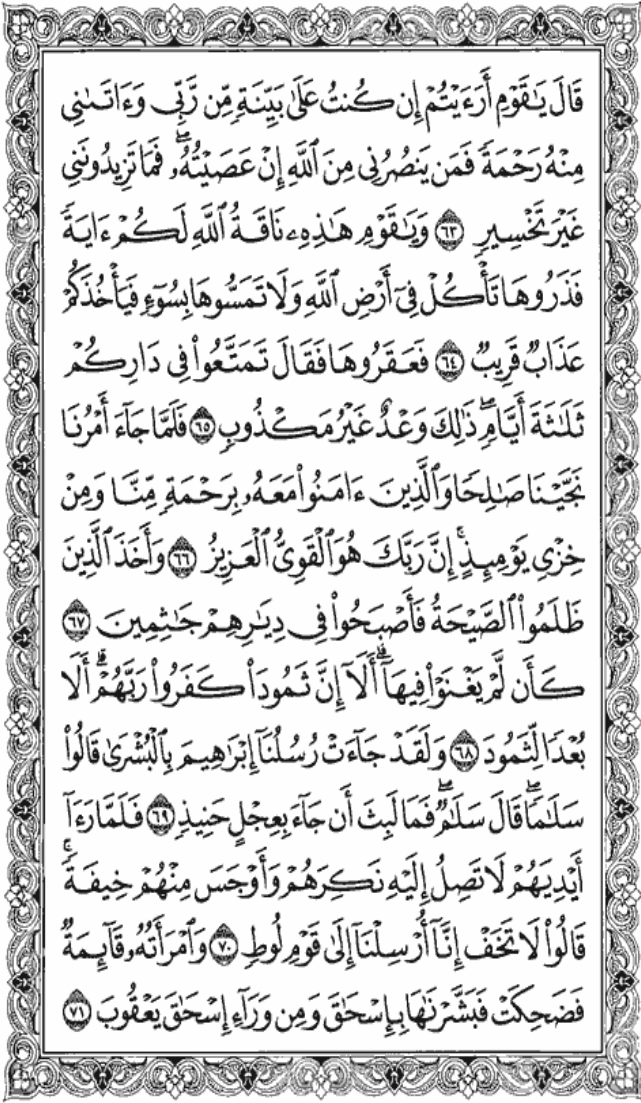 قَالَ يَـٰقَوْمِ أَرَءَيْتُمْ إِن كُنتُ عَلَىٰ بَيِّنَةٍ مِّن رَّبِّى وَءَاتَىٰنِى
مِنْهُ رَحْمَةً فَمَن يَنصُرُنِى مِنَ ٱللَّهِ إِنْ عَصَيْتُهُۥۖ فَمَا تَزِيدُونَنِى
غَيْرَ تَخْسِيرٍ ٦٣ وَيَـٰقَوْمِ هَـٰذِهِۦ نَاقَةُ ٱللَّهِ لَكُمْ ءَايَةً
فَذَرُوهَا تَأْكُلْ فِىٓ أَرْضِ ٱللَّهِ وَلَا تَمَسُّوهَا بِسُوٓءٍ فَيَأْخُذَكُمْ
عَذَابٌ قَرِيبٌ ٦٤ فَعَقَرُوهَا فَقَالَ تَمَتَّعُوا۟ فِى دَارِكُمْ
ثَلَـٰثَةَ أَيَّامٍۖ ذَٰلِكَ وَعْدٌ غَيْرُ مَكْذُوبٍ ٦٥ فَلَمَّا جَآءَ أَمْرُنَا
نَجَّيْنَا صَـٰلِحًا وَٱلَّذِينَ ءَامَنُوا۟ مَعَهُۥ بِرَحْمَةٍ مِّنَّا وَمِنْ
خِزْىِ يَوْمِئِذٍۚ إِنَّ رَبَّكَ هُوَ ٱلْقَوِىُّ ٱلْعَزِيزُ ٦٦ وَأَخَذَ ٱلَّذِينَ
ظَلَمُوا۟ ٱلصَّيْحَةُ فَأَصْبَحُوا۟ فِى دِيَـٰرِهِمْ جَـٰثِمِينَ ٦٧
كَأَن لَّمْ يَغْنَوْا۟ فِيهَآۗ أَلَآ إِنَّ ثَمُودَا۟ كَفَرُوا۟ رَبَّهُمْۗ أَلَا
بُعْدًا لِّثَمُودَ ٦٨ وَلَقَدْ جَآءَتْ رُسُلُنَآ إِبْرَٰهِيمَ بِٱلْبُشْرَىٰ قَالُوا۟
سَلَـٰمًاۖ قَالَ سَلَـٰمٌۖ فَمَا لَبِثَ أَن جَآءَ بِعِجْلٍ حَنِيذٍ ٦٩ فَلَمَّا رَءَآ
أَيْدِيَهُمْ لَا تَصِلُ إِلَيْهِ نَكِرَهُمْ وَأَوْجَسَ مِنْهُمْ خِيفَةًۚ
قَالُوا۟ لَا تَخَفْ إِنَّآ أُرْسِلْنَآ إِلَىٰ قَوْمِ لُوطٍ ٧٠ وَٱمْرَأَتُهُۥ قَآئِمَةٌ
فَضَحِكَتْ فَبَشَّرْنَـٰهَا بِإِسْحَـٰقَ وَمِن وَرَآءِ إِسْحَـٰقَ يَعْقُوبَ ٧١